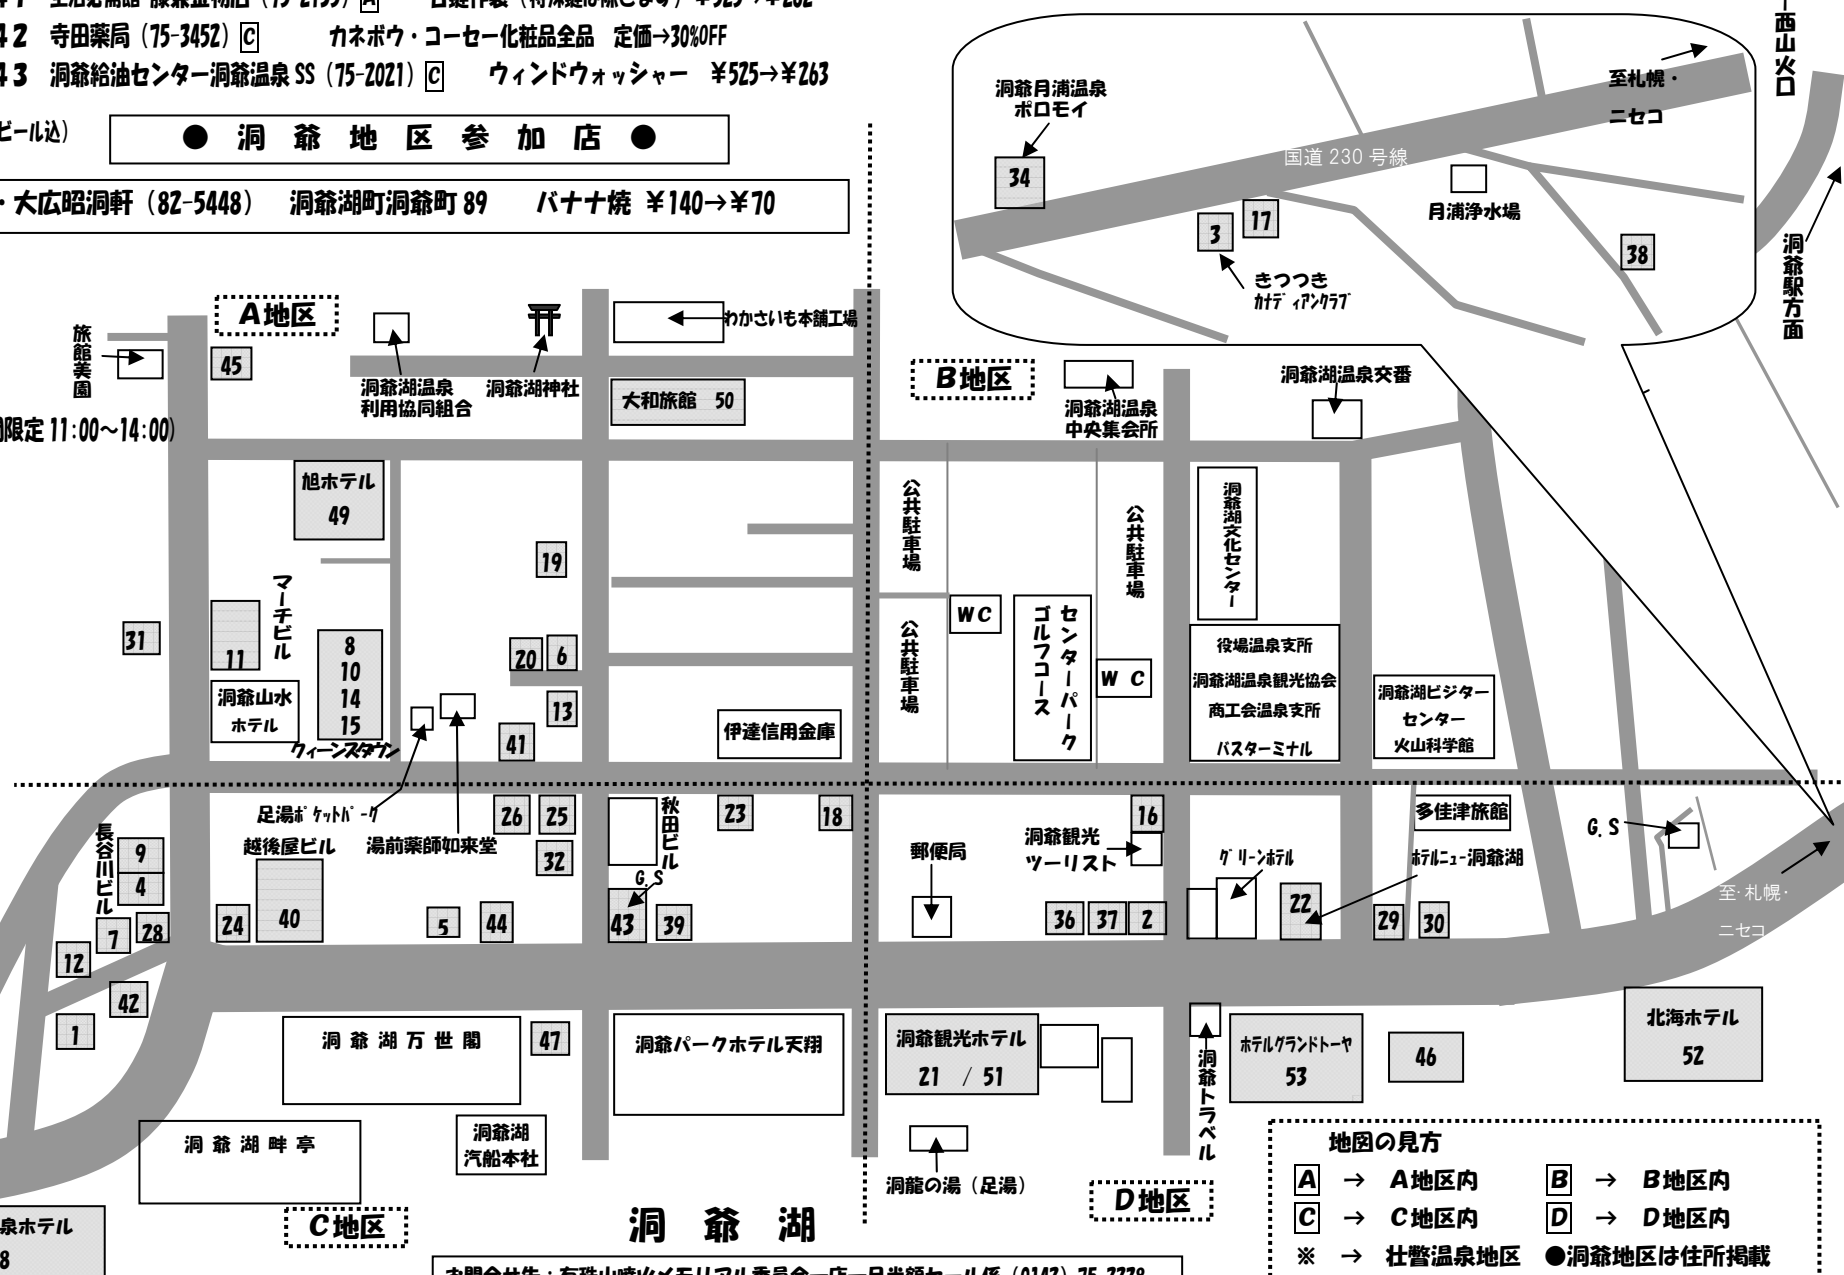 42 寺田薬局（75-3452） C カネボウ・コーセー化粧品全品 定価→30%OFF
43 洞爺給油センター洞爺温泉SS（75-2021） C ウィンドウォッシャー ￥525→￥263
ビール込）
● 洞爺地区参加店 ●
・大広昭洞軒（82-5448） 洞爺湖町洞爺町89 バナナ焼 ￥140→￥70
限定11:00～14:00）
西山火口
洞爺駅方面
洞爺月浦温泉
ポロモイ
34
至札幌・
ニセコ
国道230号線
月浦浄水場
3
17
38
きつつき
カナディアンクラブ
A地区
旅館美園
45
洞爺湖温泉
利用協同組合
洞爺湖神社
わかさいも本舗工場
大和旅館 50
B地区
洞爺湖温泉
中央集会所
洞爺湖温泉交番
旭ホテル
49
19
マーチビル
31
11
8
10
14
15
20
6
13
41
洞爺山水
ホテル
ウィーンズタウン
伊達信用金庫
公共駐車場
公共駐車場
公共駐車場
WC
WC
センターパーク
ゴルフコース
洞爺湖文化センター
役場温泉支所
洞爺湖温泉観光協会
商工会温泉支所
バスターミナル
洞爺湖ビジター
センター
火山科学館
足湯ポケットパーク
湯前薬師如来堂
越後屋ビル
長谷川ビル
9
4
7
28
12
42
1
24
40
5
44
26
25
32
秋田ビル
G.S
43
39
23
18
郵便局
洞爺観光
ツーリスト
16
36
37
2
グリーンホテル
22
ホテルニュー洞爺湖
多佳津旅館
29
30
G.S
至・札幌・
ニセコ
洞爺湖万世閣
47
洞爺パークホテル天翔
洞爺観光ホテル
21 / 51
洞爺トラベル
ホテルグランドトーヤ
53
46
北海ホテル
52
洞爺湖畔亭
洞爺湖
汽船本社
洞龍の湯（足湯）
泉ホテル
8
C地区
洞爺湖
D地区
地図の見方
A → A地区内 B → B地区内
C → C地区内 D → D地区内
※ → 壮瞥温泉地区 ●洞爺地区は住所掲載